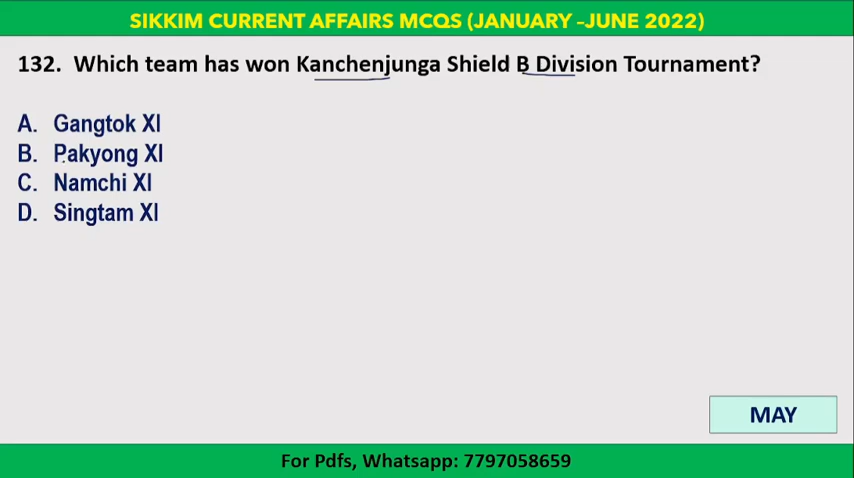 SIKKIM CURRENT AFFAIRS MCQS (JANUARY –JUNE 2022)
132. Which team has won Kanchenjunga Shield B Division Tournament?
A. Gangtok XI
B. Pakyong XI
C. Namchi XI
D. Singtam XI
MAY
For Pdfs, Whatsapp: 7797058659